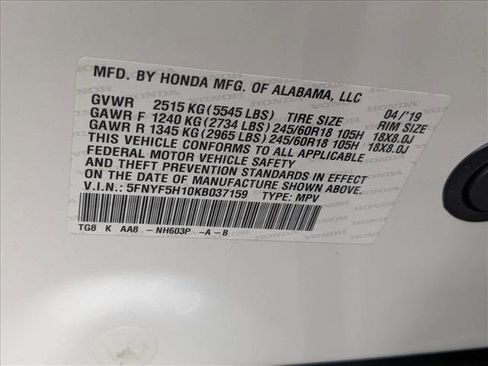 MFD. BY HONDA MFG. OF ALABAMA, LLC
04/'19
GVWR 2515 KG (5545 LBS) TIRE SIZE RIM SIZE
GAWR F 1240 KG (2734 LBS) 245/60R18 105H 18X8.0J
GAWR R 1345 KG (2965 LBS) 245/60R18 105H 18X8.0J
THIS VEHICLE CONFORMS TO ALL APPLICABLE
FEDERAL MOTOR VEHICLE SAFETY
STANDARDS IN EFFECT ON THE DATE OF
MANUFACTURE SHOWN ABOVE.
V.I.N.: 5FNYF5H10KB037159 TYPE: MPV
TG8 K AA8 - NH603P -A-B